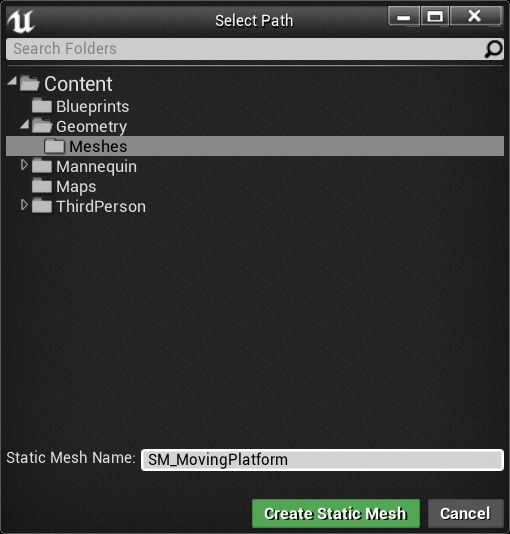 Select Path
Search Folders
Content
Blueprints
Geometry
Meshes
Mannequin
Maps
ThirdPerson
Static Mesh Name: SM_MovingPlatform
Create Static Mesh Cancel